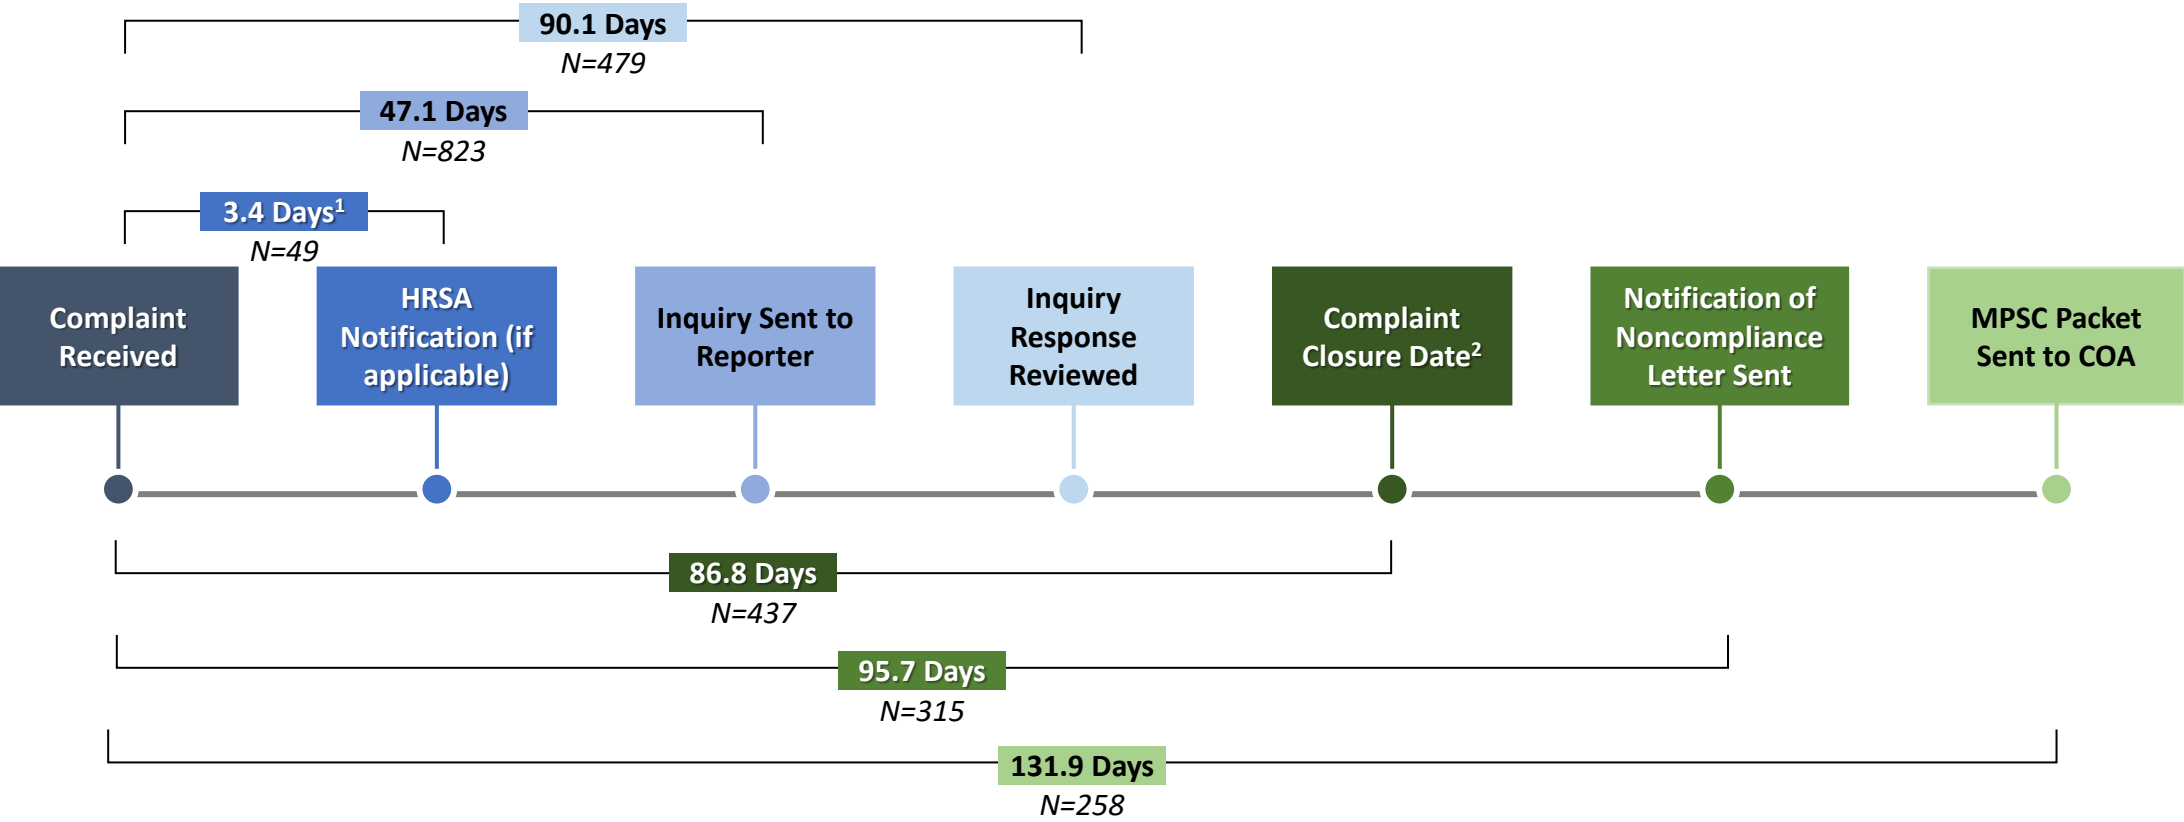 90.1 Days
N=479
47.1 Days
N=823
3.4 Days¹
N=49
Complaint
Received
HRSA
Notification (if
applicable)
Inquiry Sent to
Reporter
Inquiry
Response
Reviewed
Complaint
Closure Date²
Notification of
Noncompliance
Letter Sent
MPSC Packet
Sent to COA
86.8 Days
N=437
95.7 Days
N=315
131.9 Days
N=258